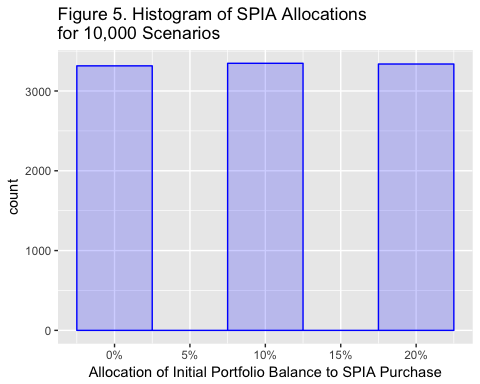 Figure 5. Histogram of SPIA Allocations
for 10,000 Scenarios
3000
2000
1000
0
count
0% 5% 10% 15% 20%
Allocation of Initial Portfolio Balance to SPIA Purchase